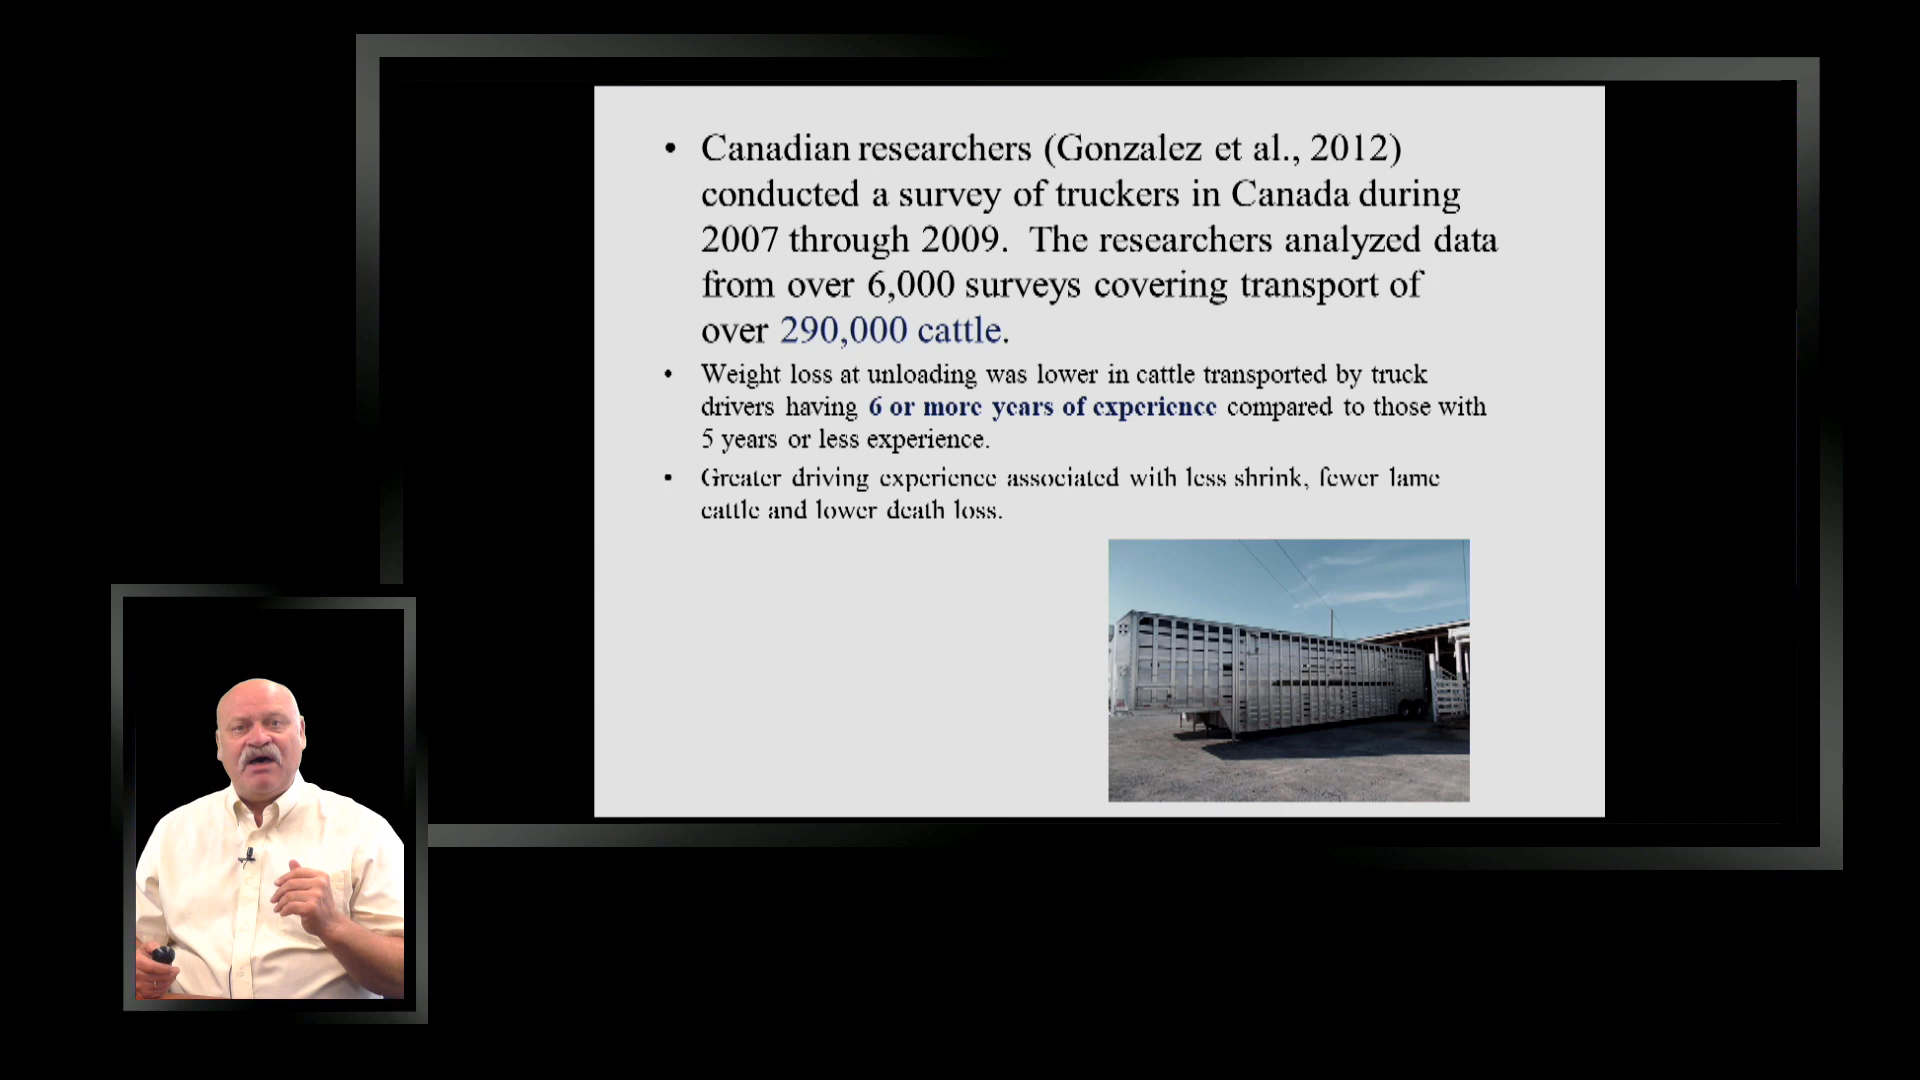 • Canadian researchers (Gonzalez et al., 2012)
conducted a survey of truckers in Canada during
2007 through 2009. The researchers analyzed data
from over 6,000 surveys covering transport of
over 290,000 cattle.
• Weight loss at unloading was lower in cattle transported by truck
drivers having 6 or more years of experience compared to those with
5 years or less experience.
• Greater driving experience associated with less shrink, fewer lame
cattle and lower death loss.